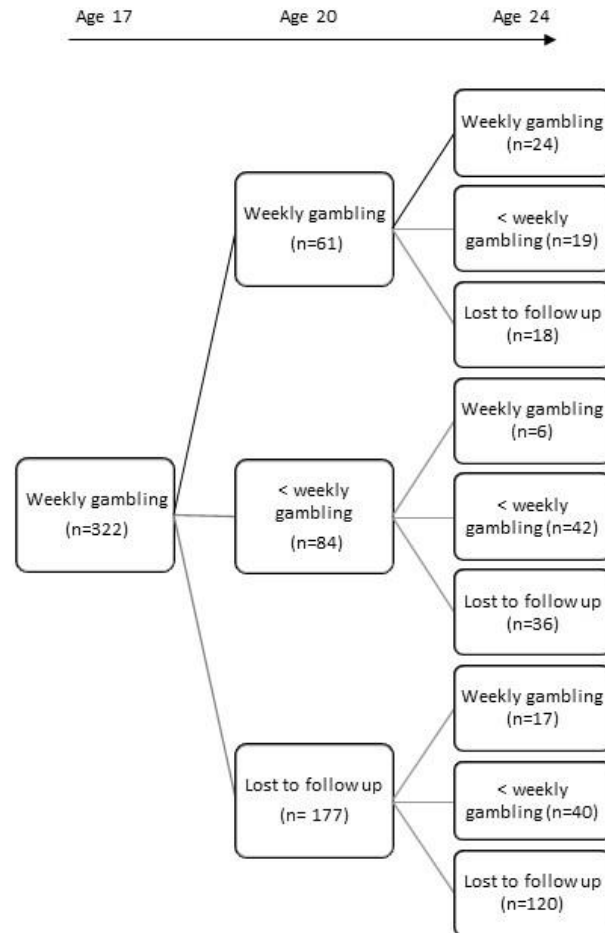 Age 17 Age 20 Age 24
Weekly gambling
(n=322)
Weekly gambling
(n=61)
< weekly
gambling
(n=84)
Lost to follow up
(n= 177)
Weekly gambling
(n=24)
< weekly
gambling (n=19)
Lost to follow up
(n=18)
Weekly gambling
(n=6)
< weekly
gambling (n=42)
Lost to follow up
(n=36)
Weekly gambling
(n=17)
< weekly
gambling (n=40)
Lost to follow up
(n=120)